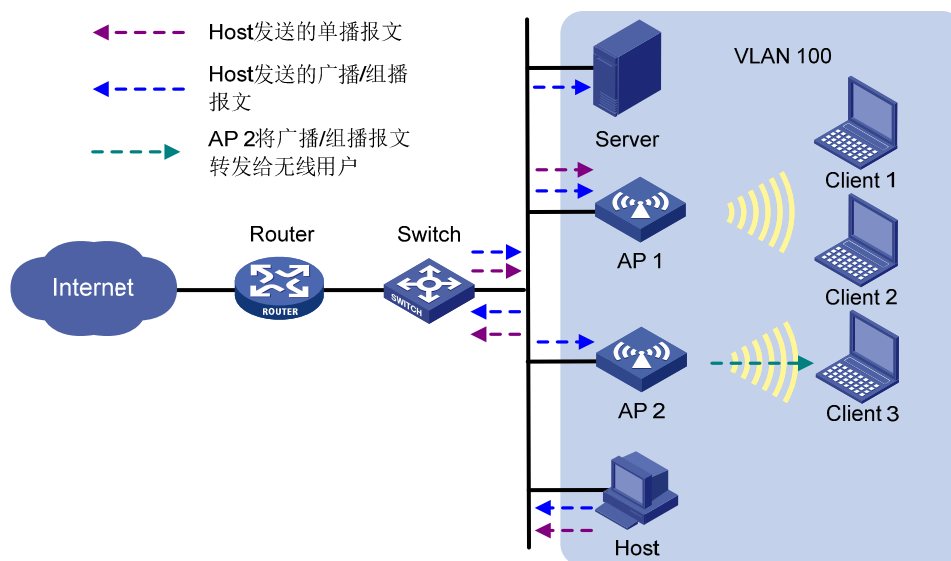 Host发送的单播报文
Host发送的广播/组播
报文
AP 2将广播/组播报文
转发给无线用户
VLAN 100
Server
Client 1
AP 1
Client 2
Router
Switch
Internet
ROUTER
SWITCH
AP 2
Client 3
Host